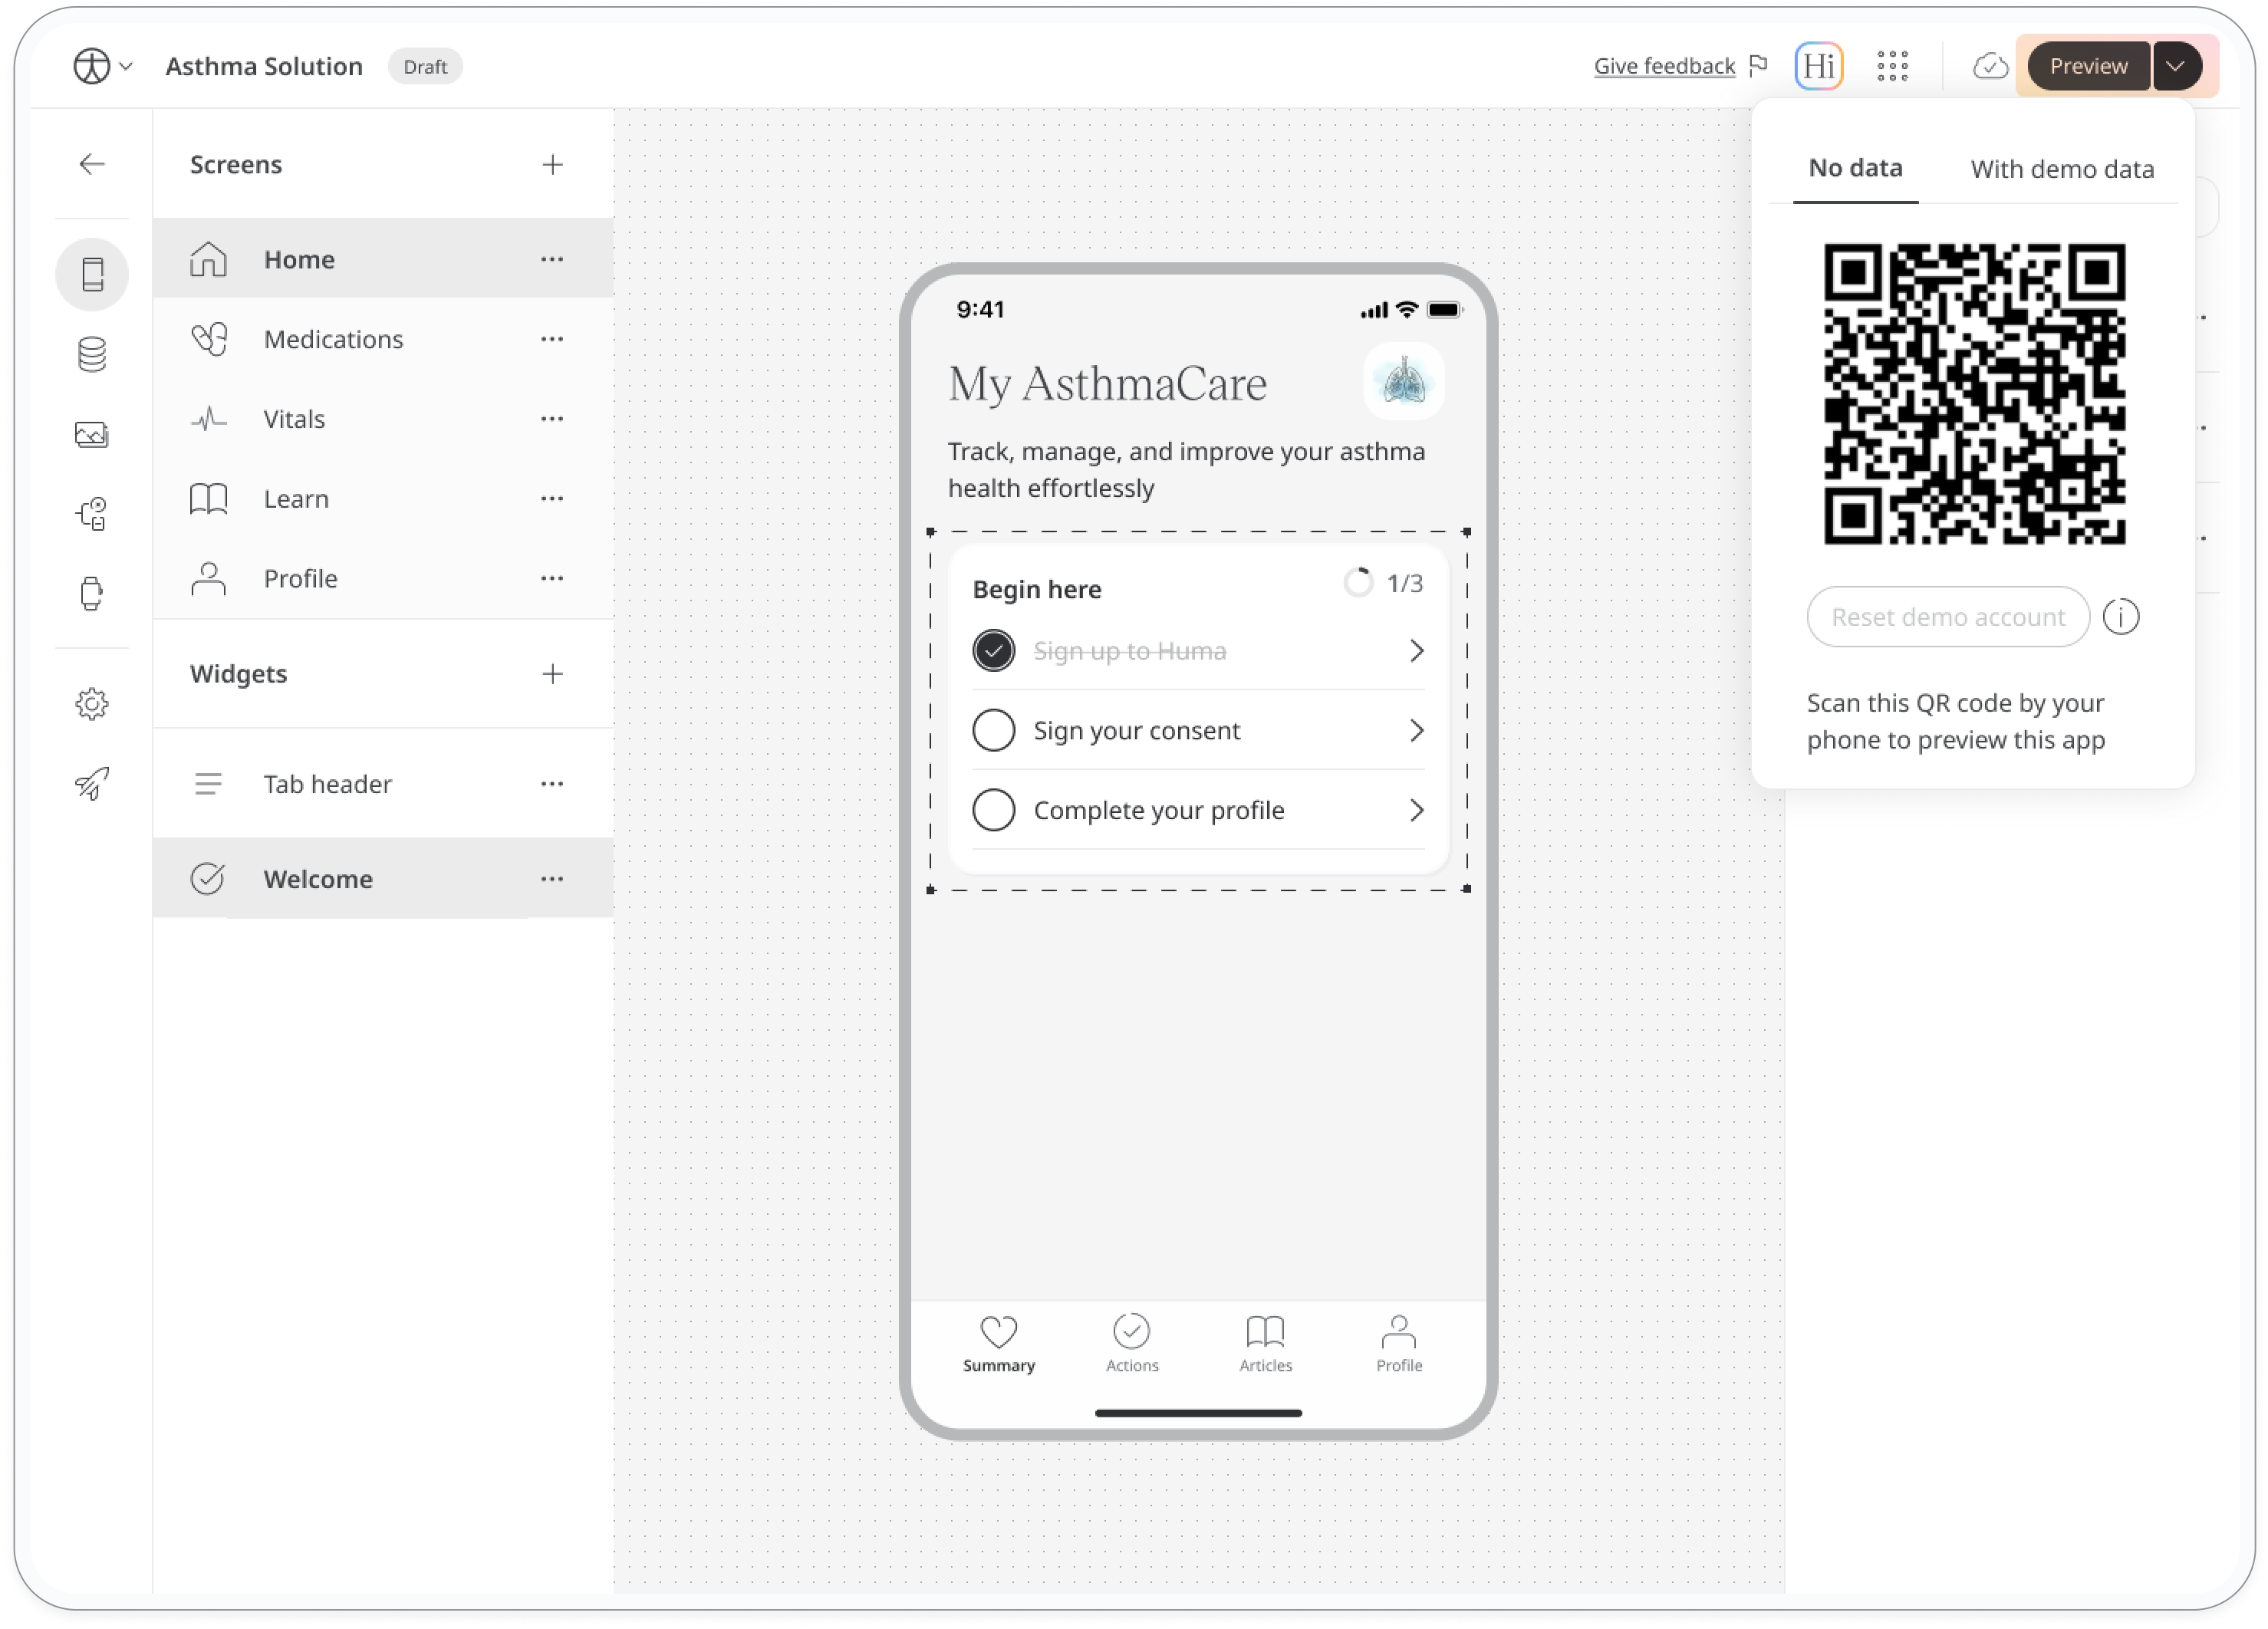 Asthma Solution
Draft
Give feedback
Hi
Preview
Screens
Home
Medications
Vitals
Learn
Profile
Widgets
Tab header
Welcome
9:41
My AsthmaCare
Track, manage, and improve your asthma
health effortlessly
Begin here
1/3
Sign up to Huma
Sign your consent
Complete your profile
Summary
Actions
Articles
Profile
No data
With demo data
Reset demo account
Scan this QR code by your
phone to preview this app